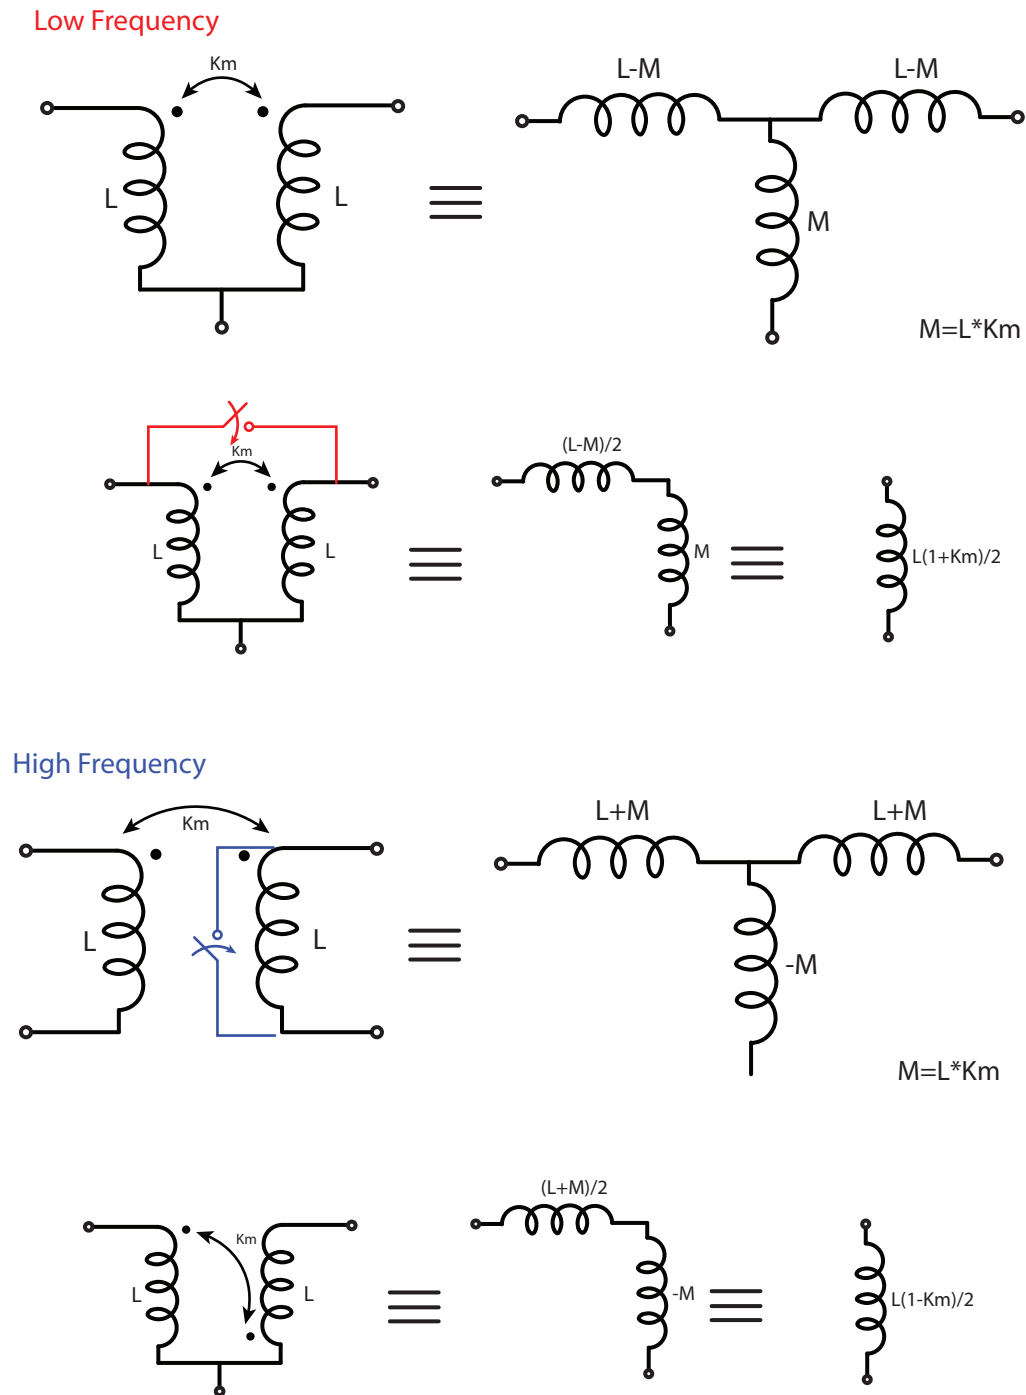 Low Frequency
Km
L-M
L-M
L
L
M
M=L*Km
Km
(L-M)/2
L
L
M
L(1+Km)/2
High Frequency
Km
L+M
L+M
L
L
-M
M=L*Km
Km
(L+M)/2
L
L
-M
L(1-Km)/2